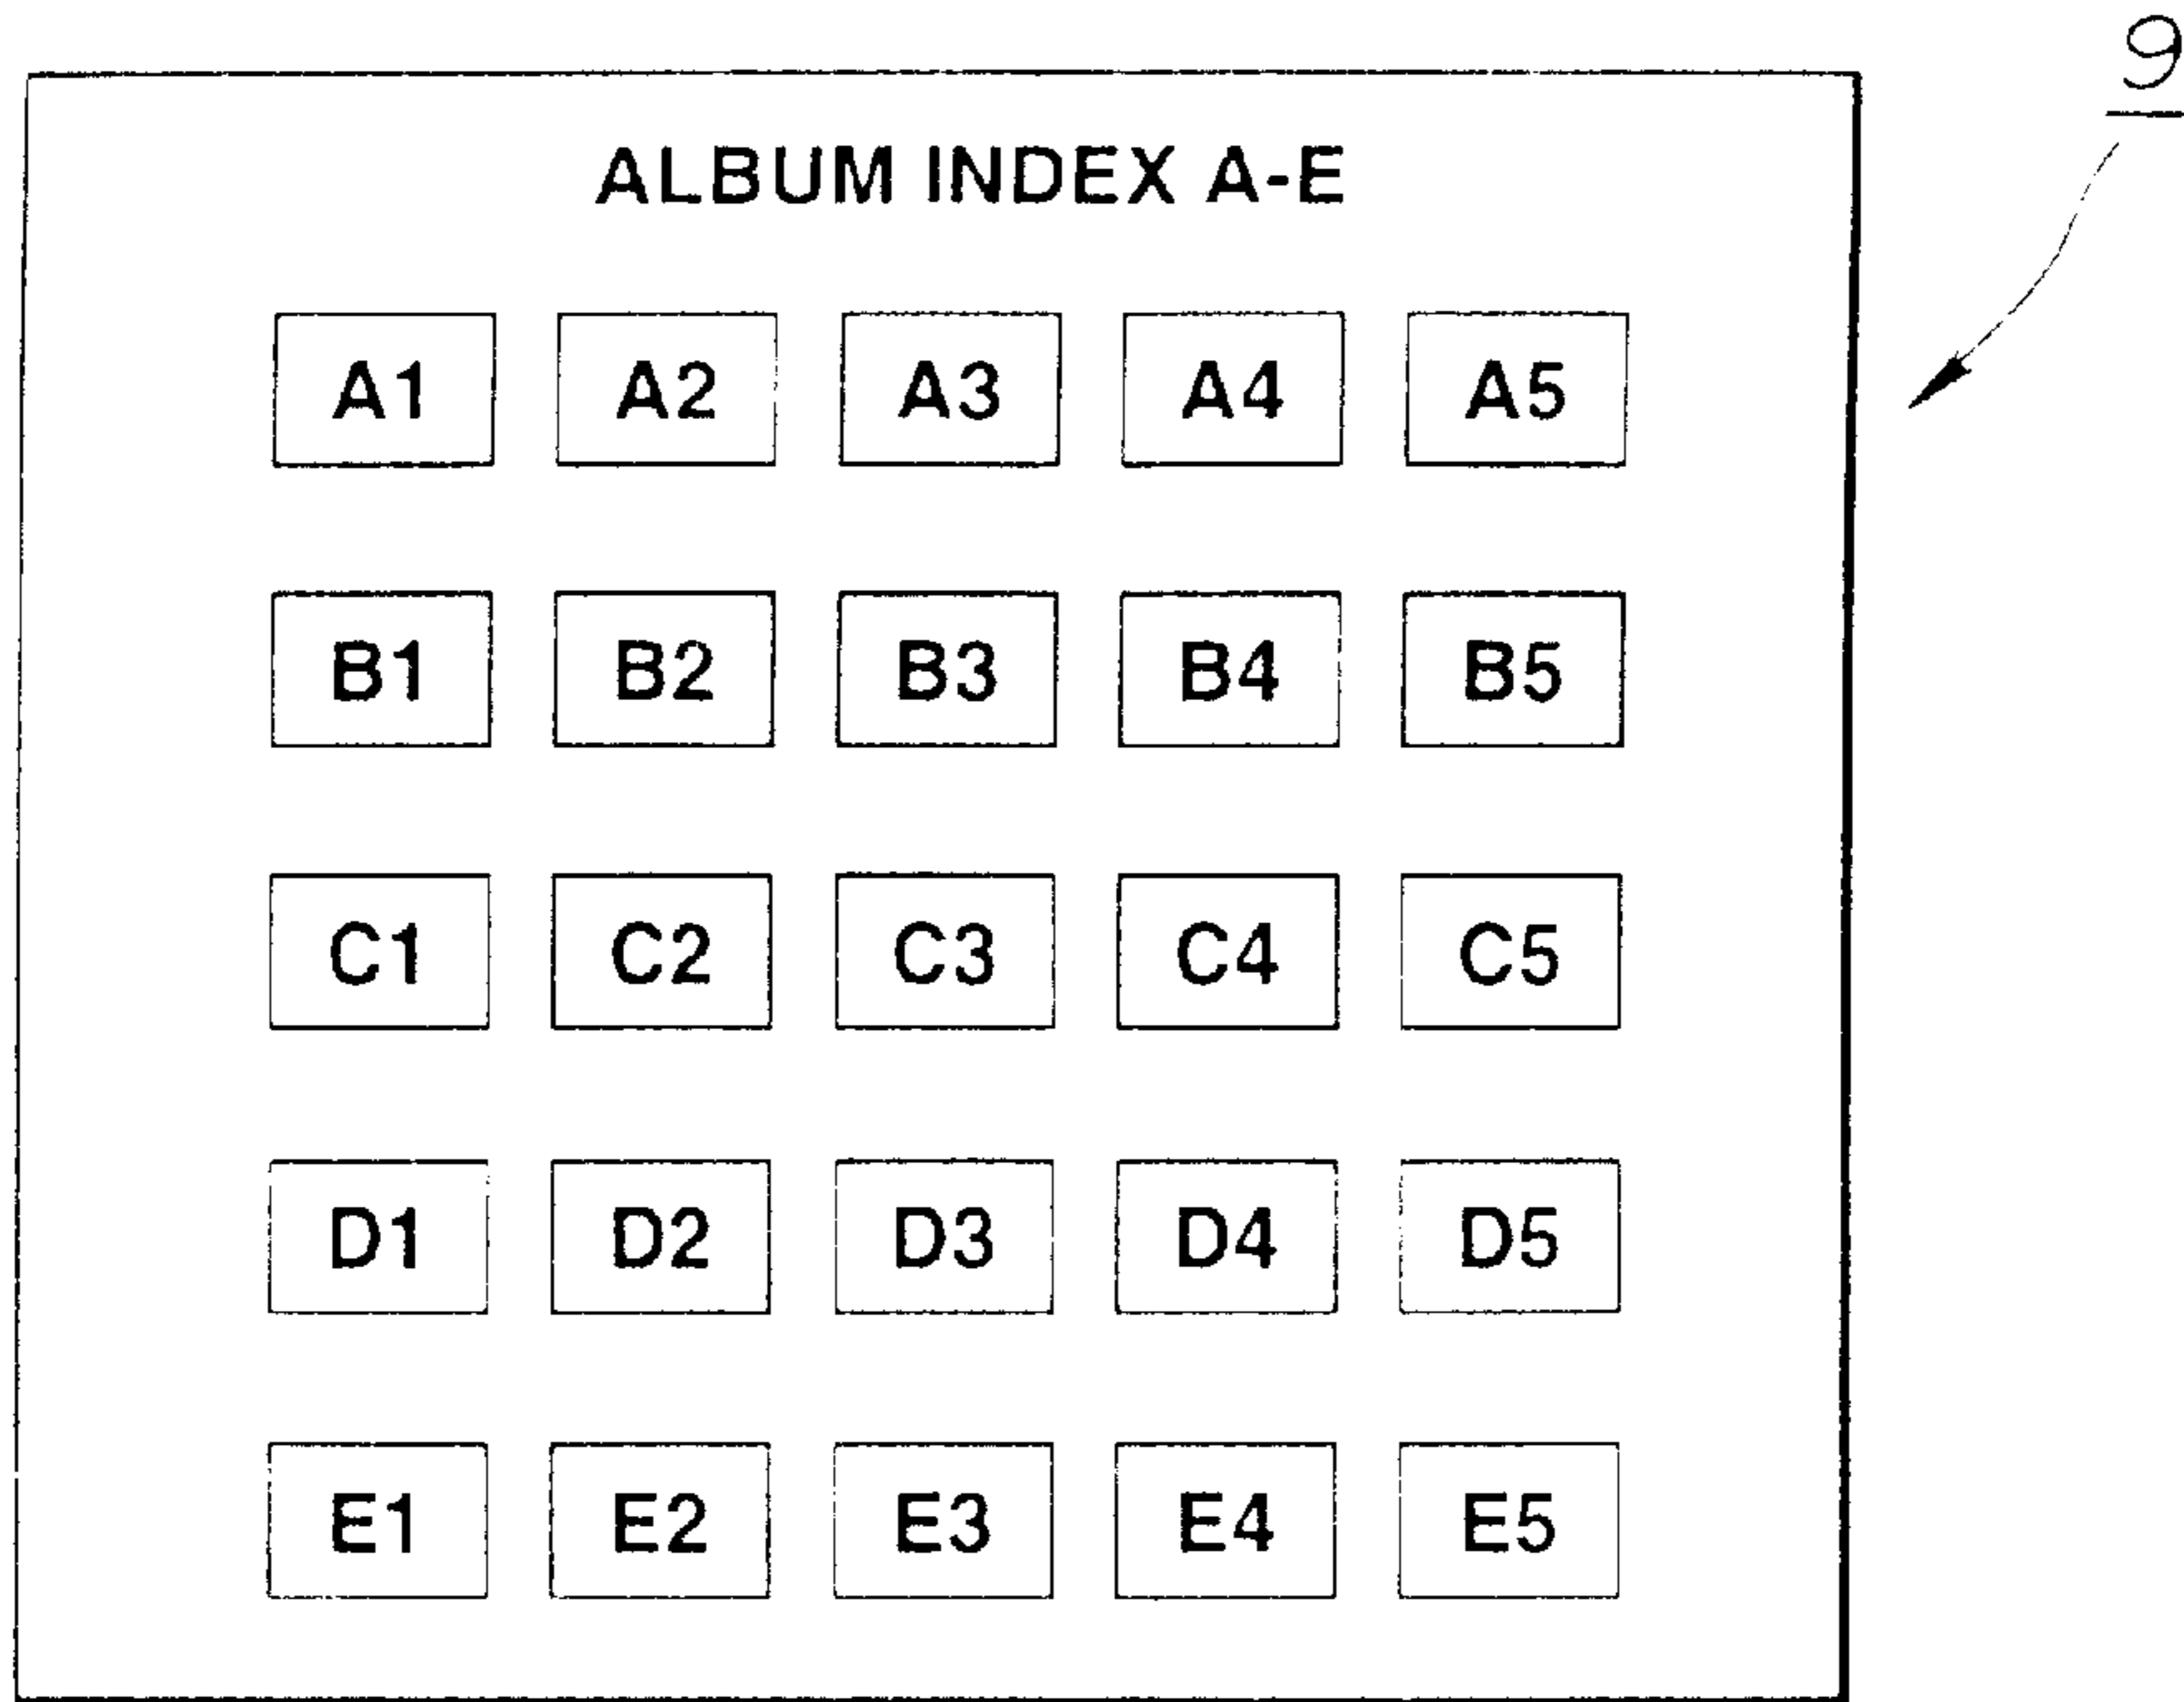 9
ALBUM INDEX A-E
A1 A2 A3 A4 A5
B1 B2 B3 B4 B5
C1 C2 C3 C4 C5
D1 D2 D3 D4 D5
E1 E2 E3 E4 E5